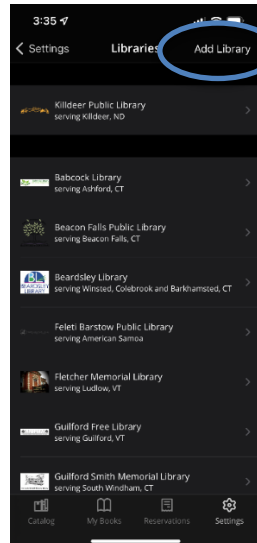 3:35
Settings Libraries Add Library
Killdeer Public Library
serving Killdeer, ND
Babcock Library
serving Ashford, CT
Beacon Falls Public Library
serving Beacon Falls, CT
BL
BEARDSLEY
LIBRARY
Beardsley Library
serving Winsted, Colebrook and Barkhamsted, CT
Feleti Barstow Public Library
serving American Samoa
Fletcher Memorial Library
serving Ludlow, VT
Guilford Free Library
serving Guilford, VT
Guilford Smith Memorial Library
serving South Windham, CT
Catalog My Books Reservations Settings